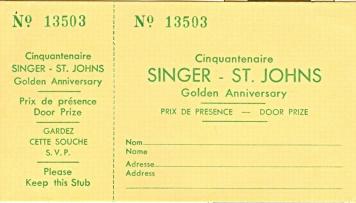 Nº 13503
Cinquantenaire
SINGER - ST. JOHNS
Golden Anniversary
Prix de présence
Door Prize
GARDEZ
CETTE SOUCHE
S. V. P.
Please
Keep this Stub
Nº 13503
Cinquantenaire
SINGER - ST. JOHNS
Golden Anniversary
PRIX DE PRESENCE — DOOR PRIZE
Nom
Name
Adresse
Address